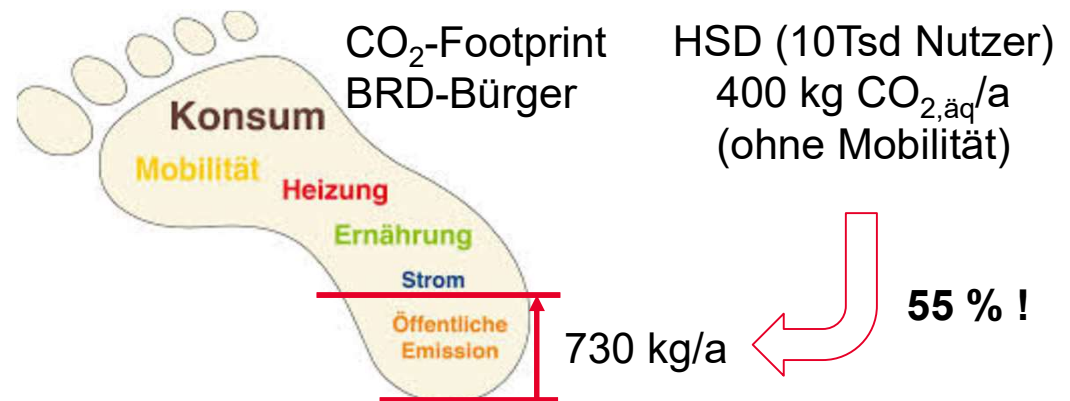 CO₂-Footprint
BRD-Bürger
HSD (10Tsd Nutzer)
400 kg CO₂,äq/a
(ohne Mobilität)
Konsum
Mobilität
Heizung
Ernährung
Strom
Öffentliche
Emission
730 kg/a
55 % !